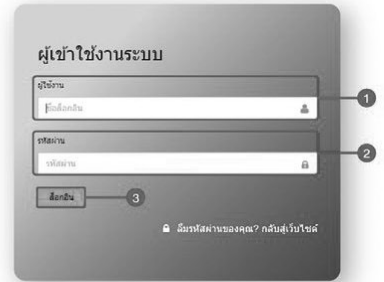 ผู้เข้าใช้งานระบบ
ผู้ใช้งาน
ชื่อล็อกอิน
1
รหัสผ่าน
รหัสผ่าน
2
ล็อกอิน
3
ลืมรหัสผ่านของคุณ? กลับสู่เว็บไซต์